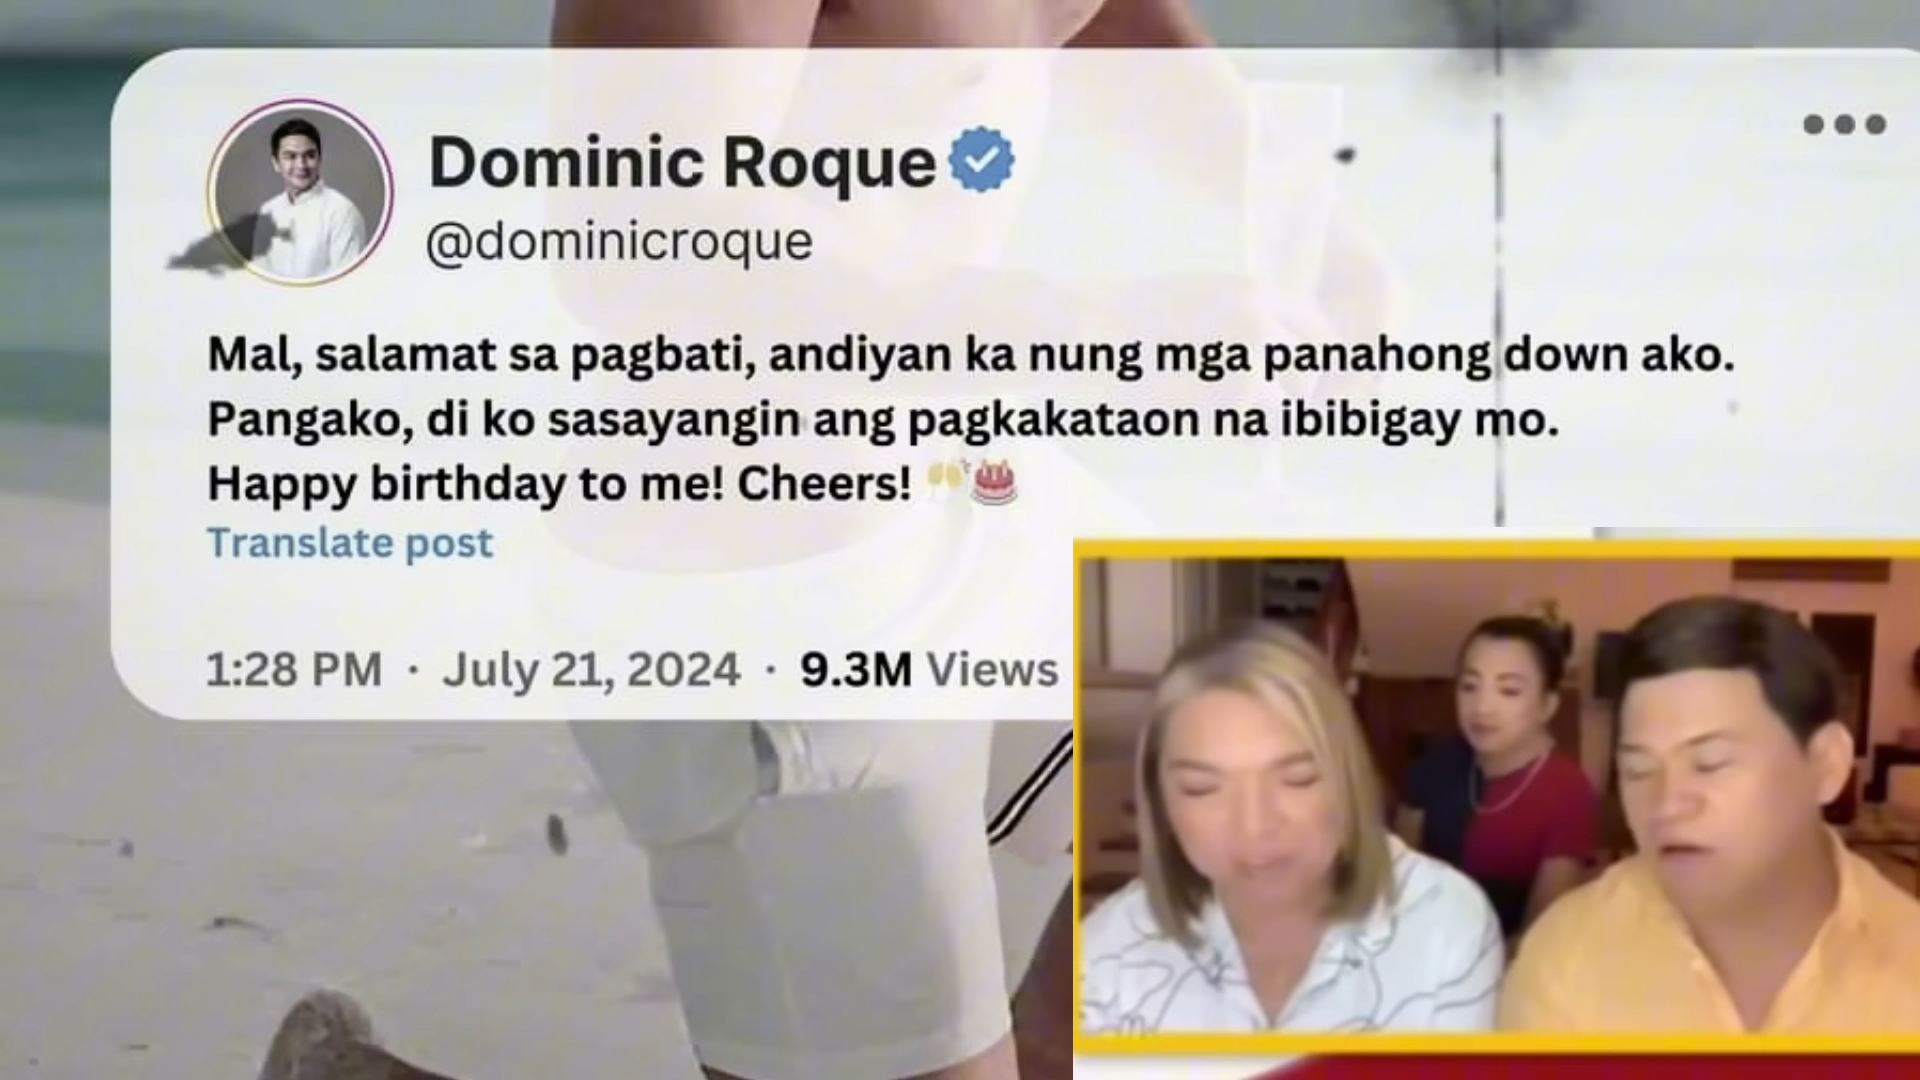 Dominic Roque
@dominicroque
Mal, salamat sa pagbati, andiyan ka nung mga panahong down ako.
Pangako, di ko sasayangin ang pagkakataon na ibibigay mo.
Happy birthday to me! Cheers! 🥂🎂
Translate post
1:28 PM · July 21, 2024 · 9.3M Views